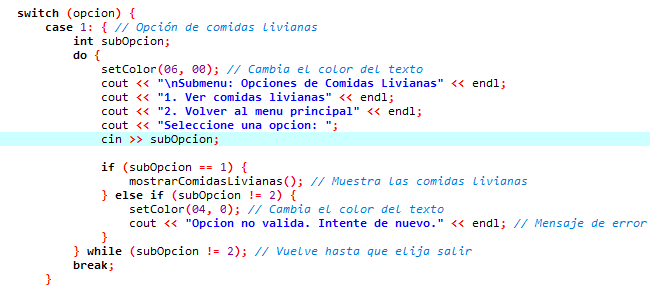 switch (opcion) {
    case 1: { // Opción de comidas livianas
        int subOpcion;
        do {
            setColor(06, 00); // Cambia el color del texto
            cout << "\nSubmenu: Opciones de Comidas Livianas" << endl;
            cout << "1. Ver comidas livianas" << endl;
            cout << "2. Volver al menu principal" << endl;
            cout << "Seleccione una opcion: ";
            cin >> subOpcion;

            if (subOpcion == 1) {
                mostrarComidasLivianas(); // Muestra las comidas livianas
            } else if (subOpcion != 2) {
                setColor(04, 0); // Cambia el color del texto
                cout << "Opcion no valida. Intente de nuevo." << endl; // Mensaje de error
            }
        } while (subOpcion != 2); // Vuelve hasta que elija salir
        break;
    }